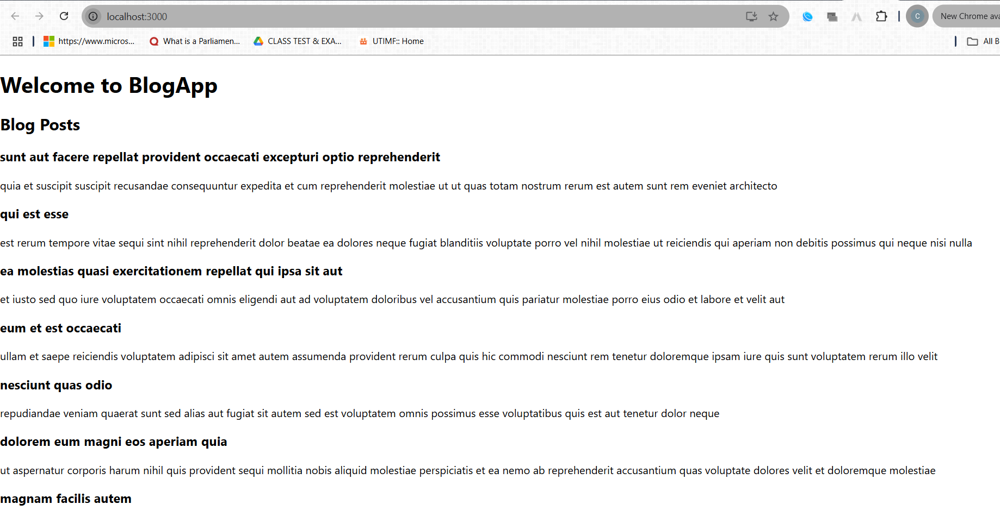 localhost:3000
C
New Chrome ava
https://www.micros...
What is a Parliamen...
CLASS TEST & EXA...
UTIMF:: Home
All B
Welcome to BlogApp
Blog Posts
sunt aut facere repellat provident occaecati excepturi optio reprehenderit
quia et suscipit suscipit recusandae consequuntur expedita et cum reprehenderit molestiae ut ut quas totam nostrum rerum est autem sunt rem eveniet architecto
qui est esse
est rerum tempore vitae sequi sint nihil reprehenderit dolor beatae ea dolores neque fugiat blanditiis voluptate porro vel nihil molestiae ut reiciendis qui aperiam non debitis possimus qui neque nisi nulla
ea molestias quasi exercitationem repellat qui ipsa sit aut
et iusto sed quo iure voluptatem occaecati omnis eligendi aut ad voluptatem doloribus vel accusantium quis pariatur molestiae porro eius odio et labore et velit aut
eum et est occaecati
ullam et saepe reiciendis voluptatem adipisci sit amet autem assumenda provident rerum culpa quis hic commodi nesciunt rem tenetur doloremque ipsam iure quis sunt voluptatem rerum illo velit
nesciunt quas odio
repudiandae veniam quaerat sunt sed alias aut fugiat sit autem sed est voluptatem omnis possimus esse voluptatibus quis est aut tenetur dolor neque
dolorem eum magni eos aperiam quia
ut aspernatur corporis harum nihil quis provident sequi mollitia nobis aliquid molestiae perspiciatis et ea nemo ab reprehenderit accusantium quas voluptate dolores velit et doloremque molestiae
magnam facilis autem